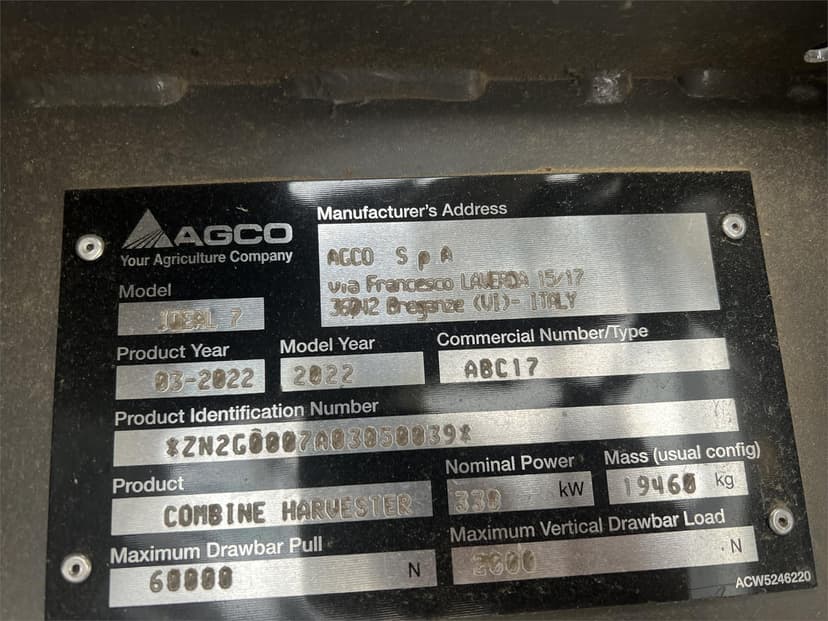 AGCO
Your Agriculture Company
Manufacturer's Address
AGCO S p A
via Francesco LAVERDA 15/17
36042 Breganze (VI)- ITALY
Model
IDEAL 7
Product Year
03-2022
Model Year
2022
Commercial Number/Type
ABC17
Product Identification Number
*ZN2G0007A03050039*
Product
COMBINE HARVESTER
Nominal Power
330 kW
Mass (usual config)
19460 kg
Maximum Drawbar Pull
60000 N
Maximum Vertical Drawbar Load
N
ACW5246220